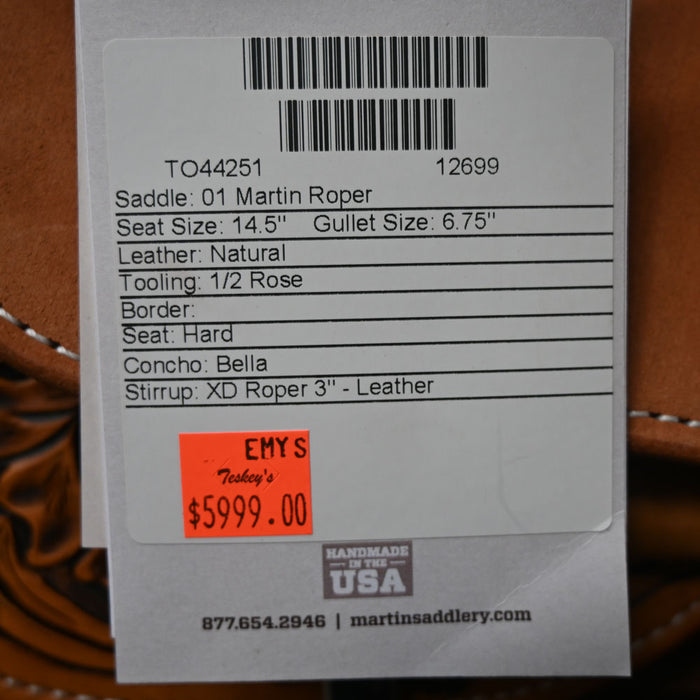 TO44251 12699
Saddle: 01 Martin Roper
Seat Size: 14.5" Gullet Size: 6.75"
Leather: Natural
Tooling: 1/2 Rose
Border:
Seat: Hard
Concho: Bella
Stirrup: XD Roper 3" - Leather
EMY S
Teskey's
$5999.00
HANDMADE
IN THE
USA
877.654.2946 | martinsaddlery.com